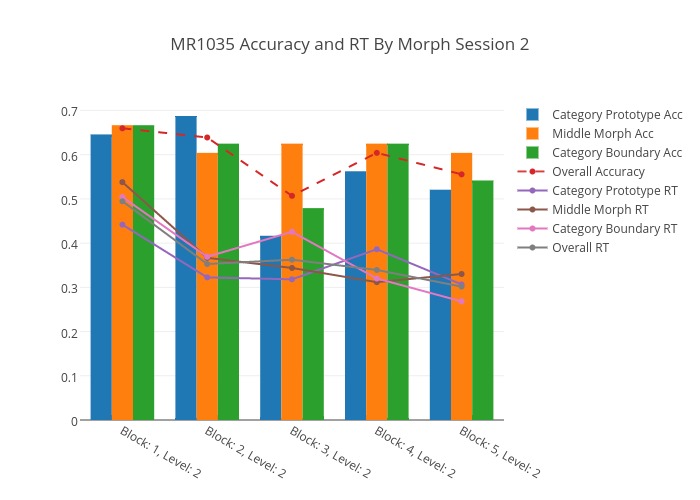 MR1035 Accuracy and RT By Morph Session 2
0.7
0.6
0.5
0.4
0.3
0.2
0.1
0
Block: 1, Level: 2
Block: 2, Level: 2
Block: 3, Level: 2
Block: 4, Level: 2
Block: 5, Level: 2
Category Prototype Acc
Middle Morph Acc
Category Boundary Acc
Overall Accuracy
Category Prototype RT
Middle Morph RT
Category Boundary RT
Overall RT